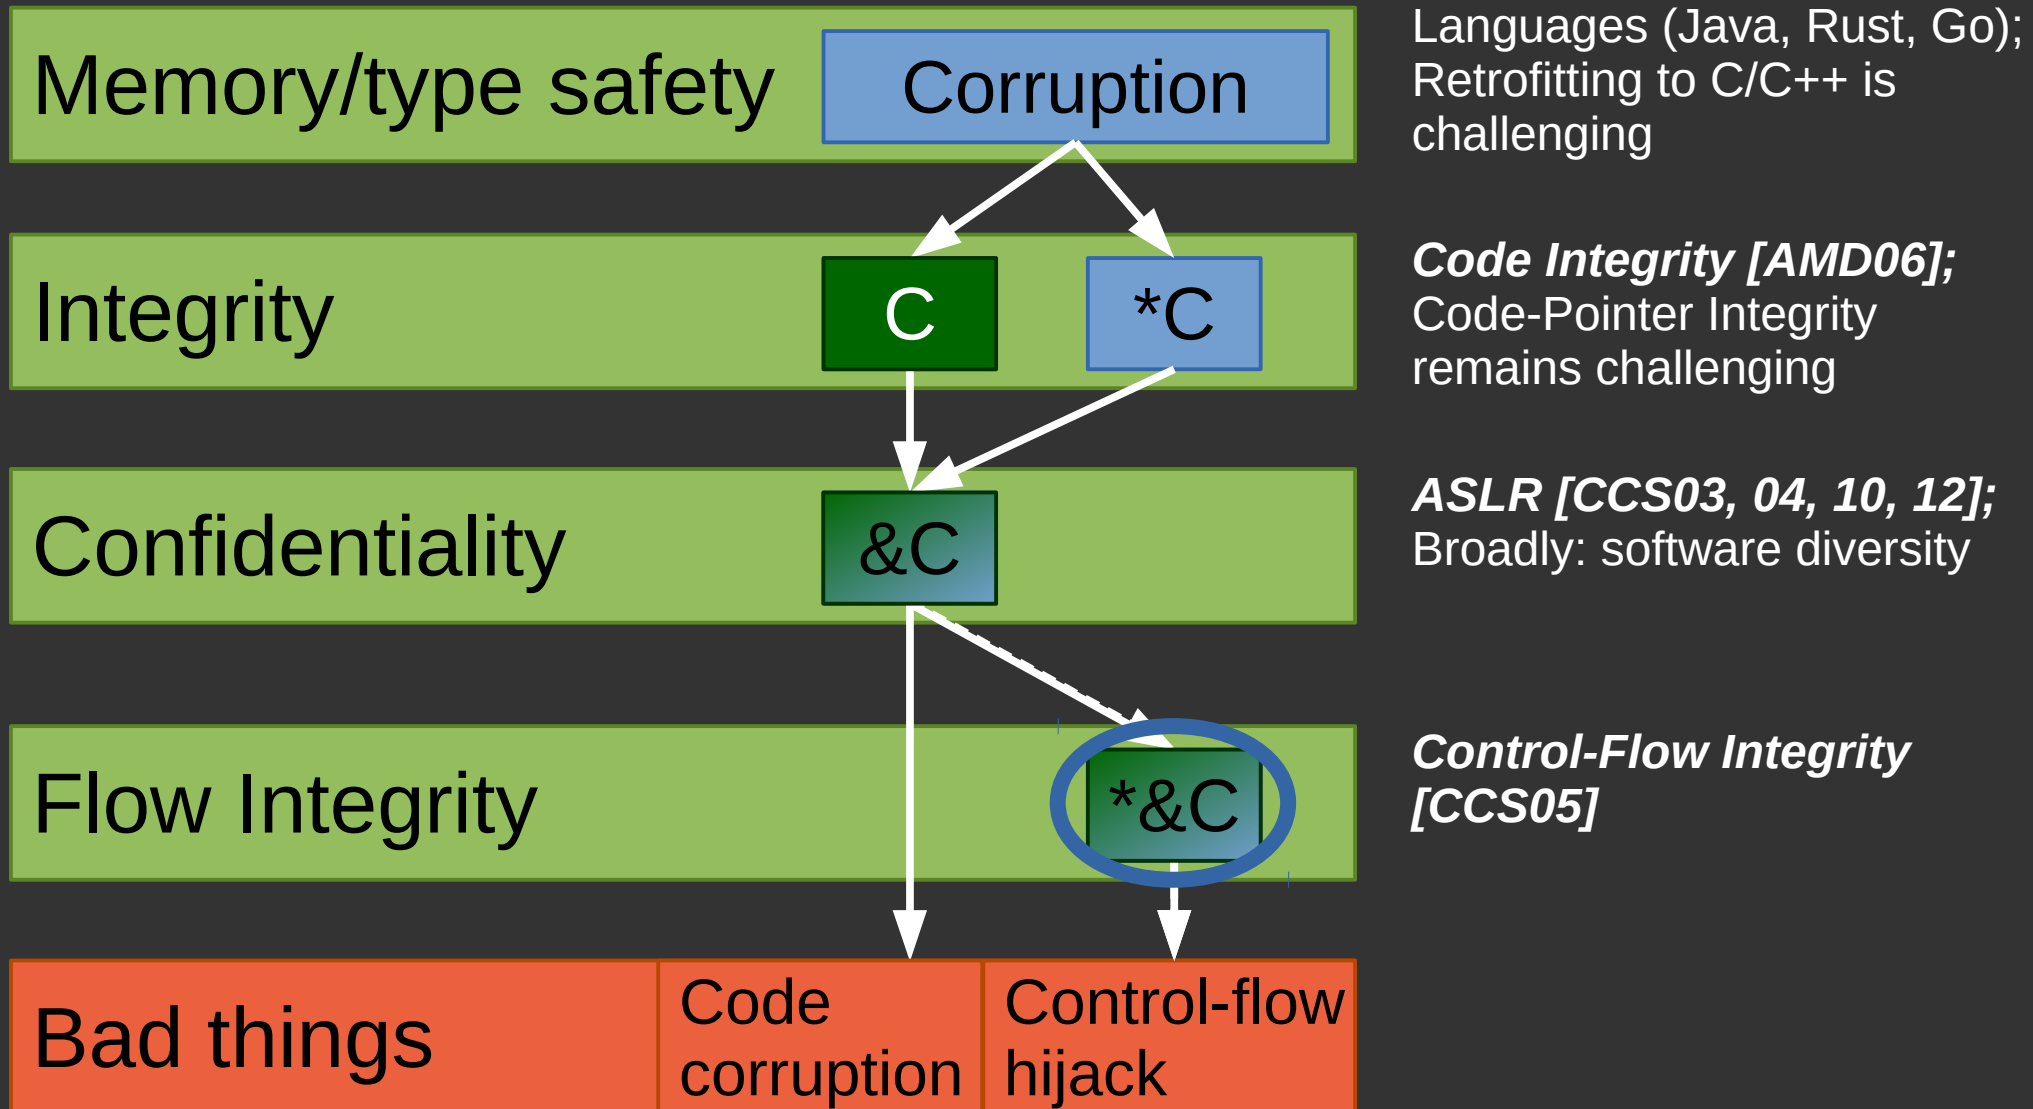 Memory/type safety
Corruption
Languages (Java, Rust, Go);
Retrofitting to C/C++ is
challenging
Integrity
C
*C
Code Integrity [AMD06];
Code-Pointer Integrity
remains challenging
Confidentiality
&C
ASLR [CCS03, 04, 10, 12];
Broadly: software diversity
Flow Integrity
*&C
Control-Flow Integrity
[CCS05]
Bad things
Code
corruption
Control-flow
hijack